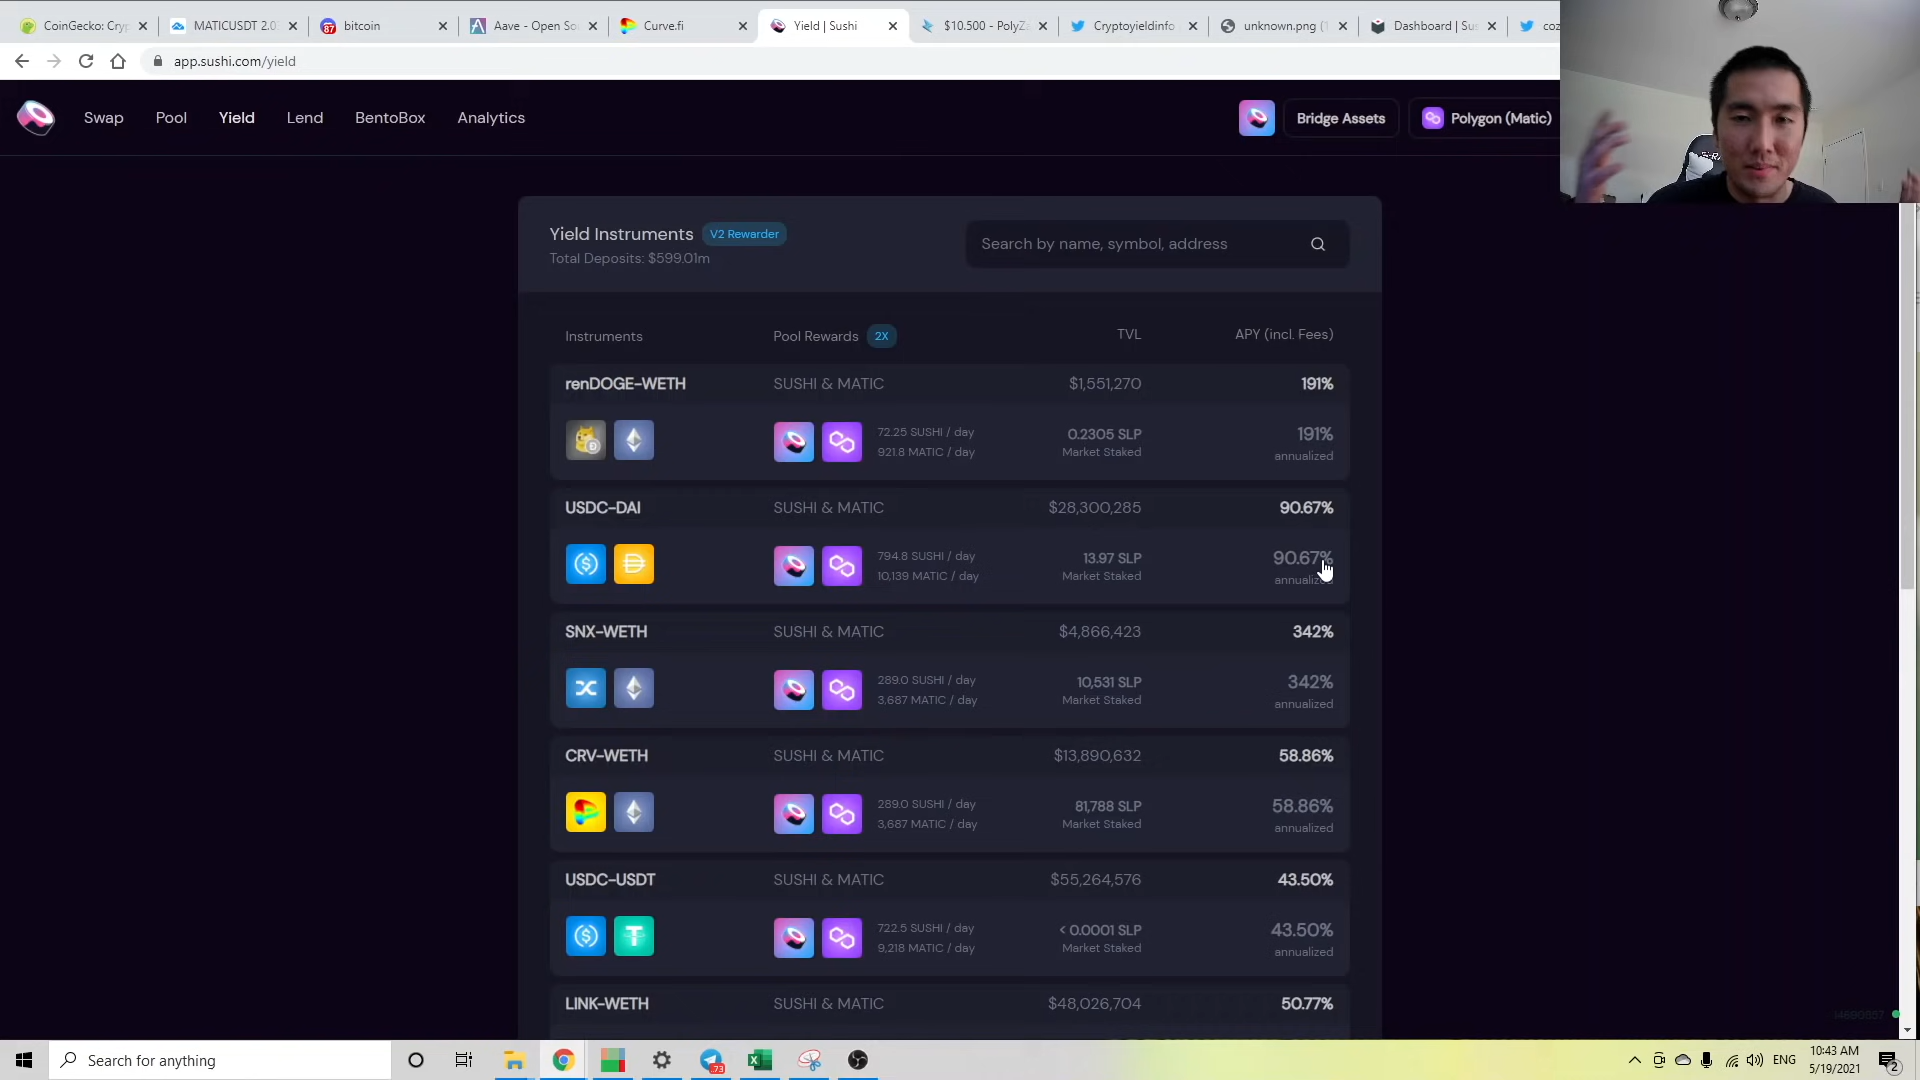 CoinGecko: Cry
MATICUSDT 2.0
87
bitcoin
Aave - Open So
Curve.fi
Yield | Sushi
$10.500 - PolyZ
Cryptoyieldinfo
unknown.png (1
Dashboard | Sus
coz
app.sushi.com/yield
Swap
Pool
Yield
Lend
BentoBox
Analytics
Bridge Assets
Polygon (Matic)
Yield Instruments
V2 Rewarder
Total Deposits: $599.01m
Search by name, symbol, address
Instruments
Pool Rewards
2X
TVL
APY (incl. Fees)
renDOGE-WETH
SUSHI & MATIC
$1,551,270
191%
72.25 SUSHI / day
921.8 MATIC / day
0.2305 SLP
Market Staked
191%
annualized
USDC-DAI
SUSHI & MATIC
$28,300,285
90.67%
794.8 SUSHI / day
10,139 MATIC / day
13.97 SLP
Market Staked
90.67%
annualized
SNX-WETH
SUSHI & MATIC
$4,866,423
342%
289.0 SUSHI / day
3,687 MATIC / day
10,531 SLP
Market Staked
342%
annualized
CRV-WETH
SUSHI & MATIC
$13,890,632
58.86%
289.0 SUSHI / day
3,687 MATIC / day
81,788 SLP
Market Staked
58.86%
annualized
USDC-USDT
SUSHI & MATIC
$55,264,576
43.50%
722.5 SUSHI / day
9,218 MATIC / day
< 0.0001 SLP
Market Staked
43.50%
annualized
LINK-WETH
SUSHI & MATIC
$48,026,704
50.77%
Search for anything
73
ENG
10:43 AM
5/19/2021
2